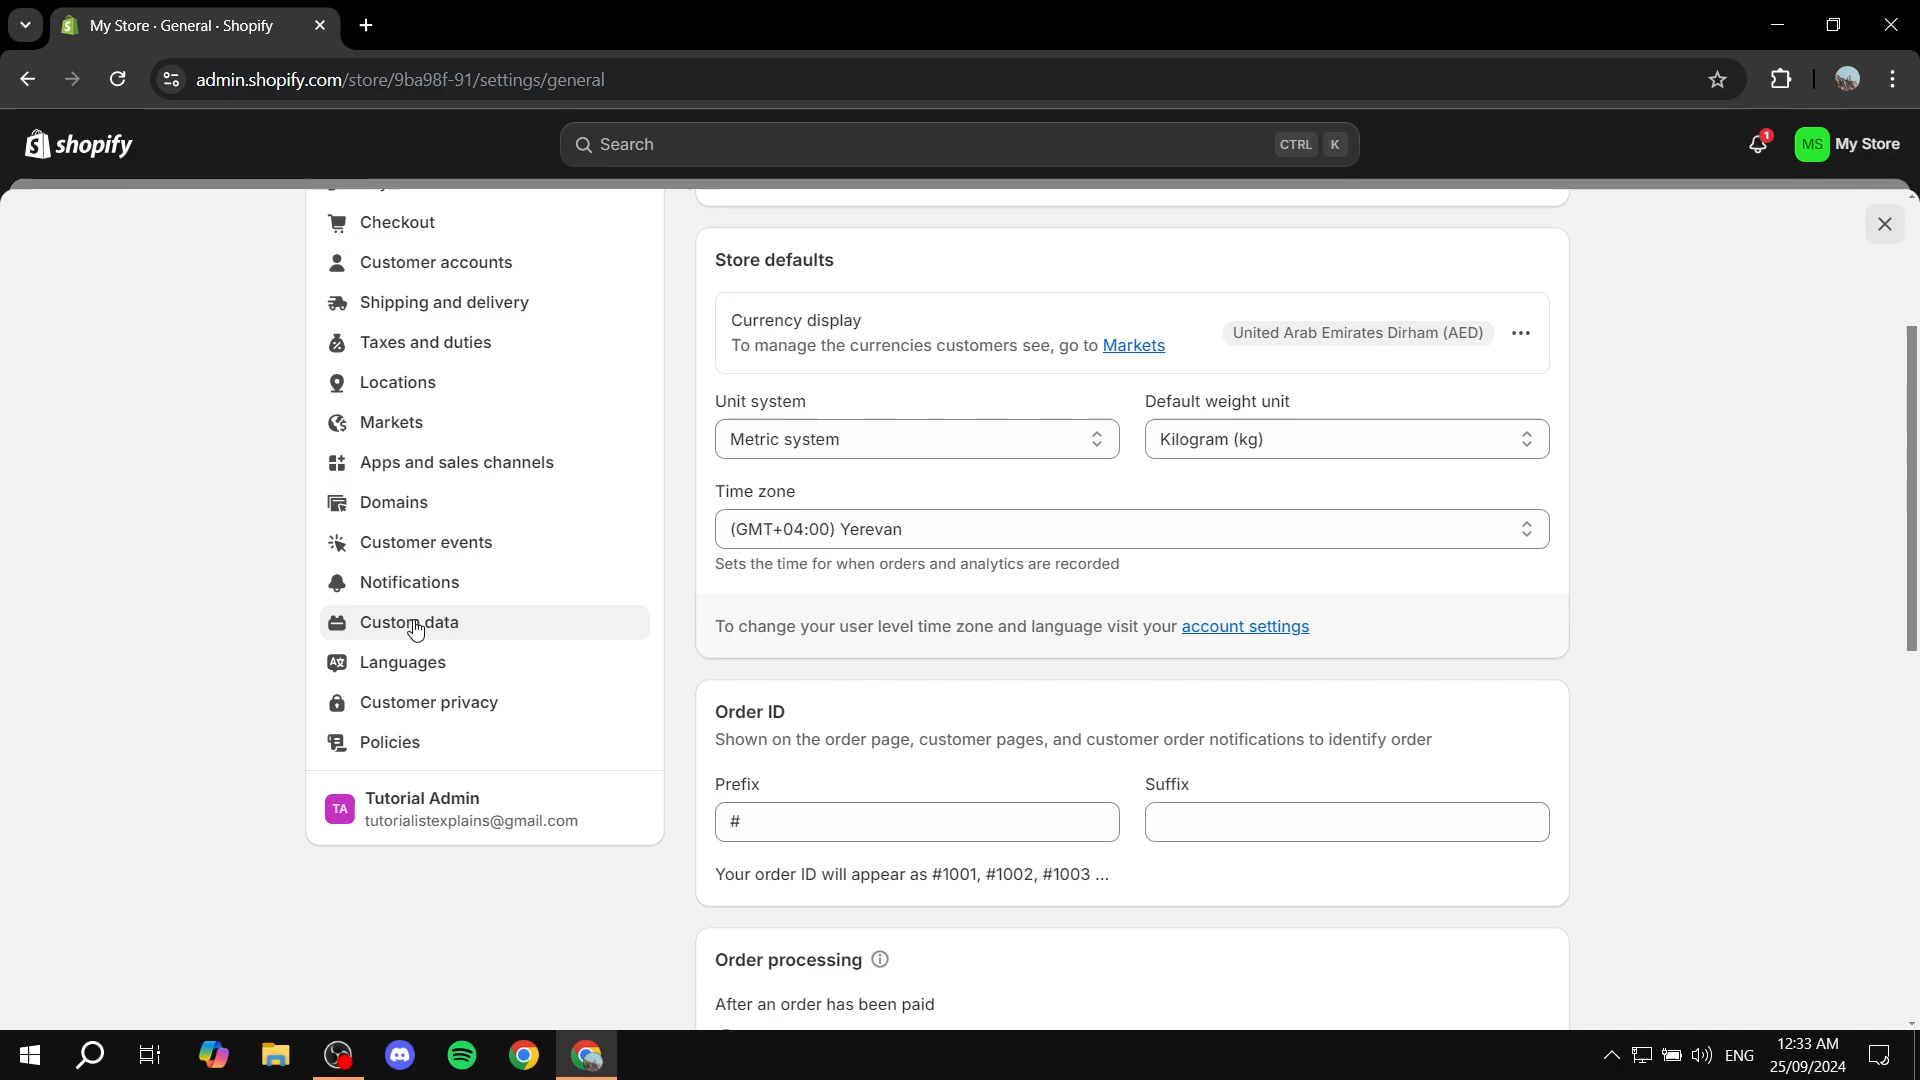 My Store · General · Shopify
admin.shopify.com/store/9ba98f-91/settings/general
shopify
Search
CTRL K
1
MS
My Store
Checkout
Customer accounts
Shipping and delivery
Taxes and duties
Locations
Markets
Apps and sales channels
Domains
Customer events
Notifications
Custom data
Languages
Customer privacy
Policies
TA
Tutorial Admin
tutorialistexplains@gmail.com
Store defaults
Currency display
To manage the currencies customers see, go to Markets
United Arab Emirates Dirham (AED)
Unit system
Default weight unit
Metric system
Kilogram (kg)
Time zone
(GMT+04:00) Yerevan
Sets the time for when orders and analytics are recorded
To change your user level time zone and language visit your account settings
Order ID
Shown on the order page, customer pages, and customer order notifications to identify order
Prefix
Suffix
#
Your order ID will appear as #1001, #1002, #1003 ...
Order processing
After an order has been paid
ENG
12:33 AM
25/09/2024